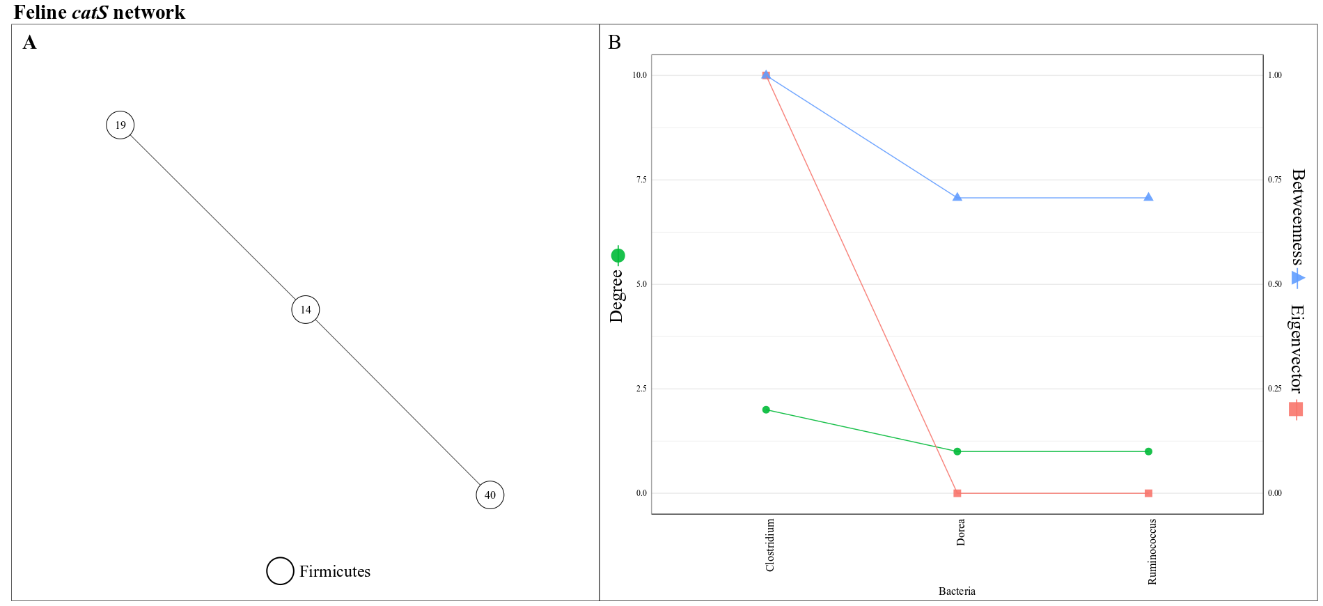 Feline catS network
A
19
14
40
Firmicutes
B
10.0
7.5
5.0
2.5
0.0
Degree
1.00
0.75
0.50
0.25
0.00
Betweenness
Eigenvector
Clostridium
Dorea
Ruminococcus
Bacteria